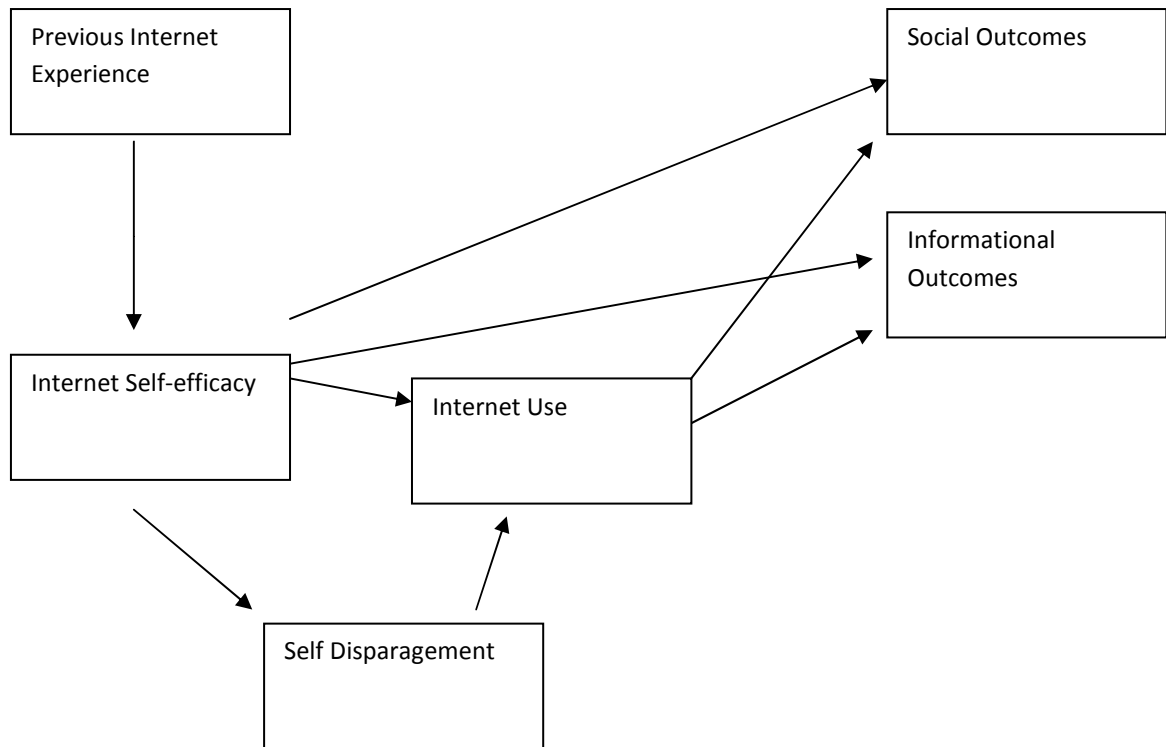 Previous Internet
Experience
Social Outcomes
Informational
Outcomes
Internet Self-efficacy
Internet Use
Self Disparagement